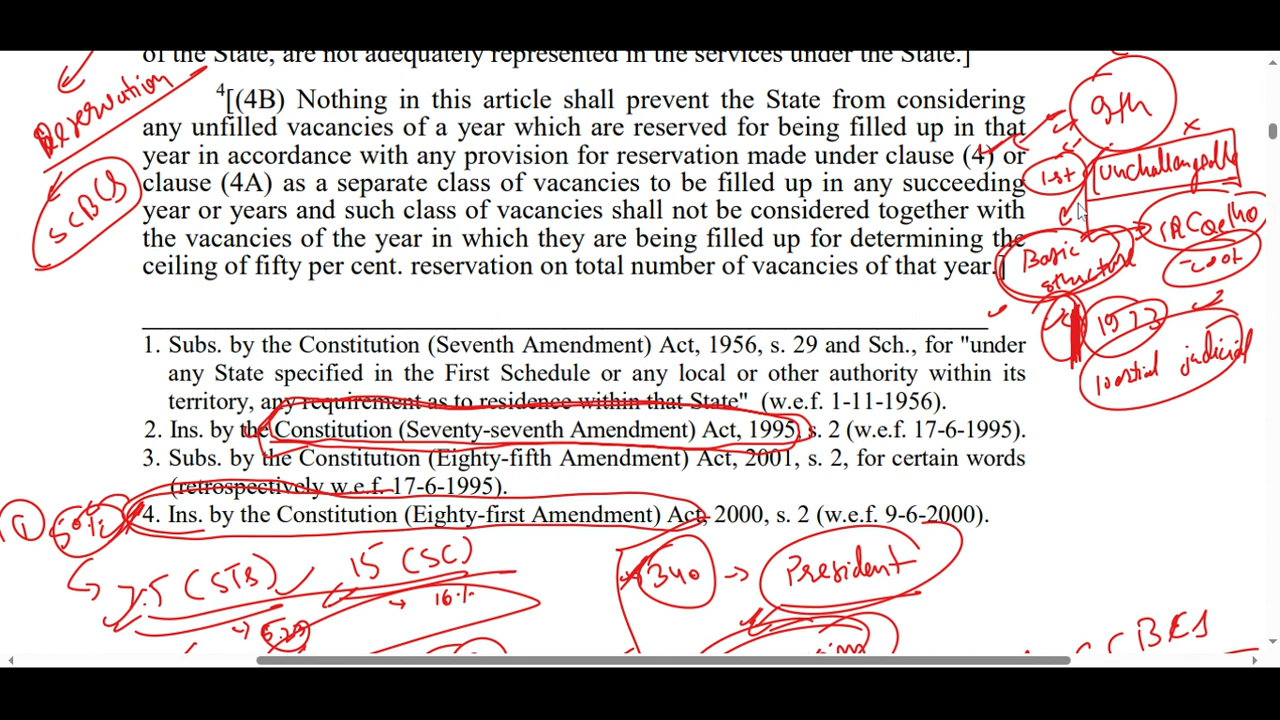 of the State, are not adequately represented in the services under the State.]
Reservation
SCBCs
4[(4B) Nothing in this article shall prevent the State from considering
any unfilled vacancies of a year which are reserved for being filled up in that
year in accordance with any provision for reservation made under clause (4) or
clause (4A) as a separate class of vacancies to be filled up in any succeeding
year or years and such class of vacancies shall not be considered together with
the vacancies of the year in which they are being filled up for determining the
ceiling of fifty per cent. reservation on total number of vacancies of that year.]
9th
1st
Unchallengable
Basic
structure
IR Coelho
1973
judicial
1. Subs. by the Constitution (Seventh Amendment) Act, 1956, s. 29 and Sch., for "under
any State specified in the First Schedule or any local or other authority within its
territory, any requirement as to residence within that State" (w.e.f. 1-11-1956).
2. Ins. by the Constitution (Seventy-seventh Amendment) Act, 1995, s. 2 (w.e.f. 17-6-1995).
3. Subs. by the Constitution (Eighty-fifth Amendment) Act, 2001, s. 2, for certain words
(retrospectively w.e.f. 17-6-1995).
4. Ins. by the Constitution (Eighty-first Amendment) Act, 2000, s. 2 (w.e.f. 9-6-2000).
① 50%
7.5 (STs) 15 (SC)
16%
340 → President